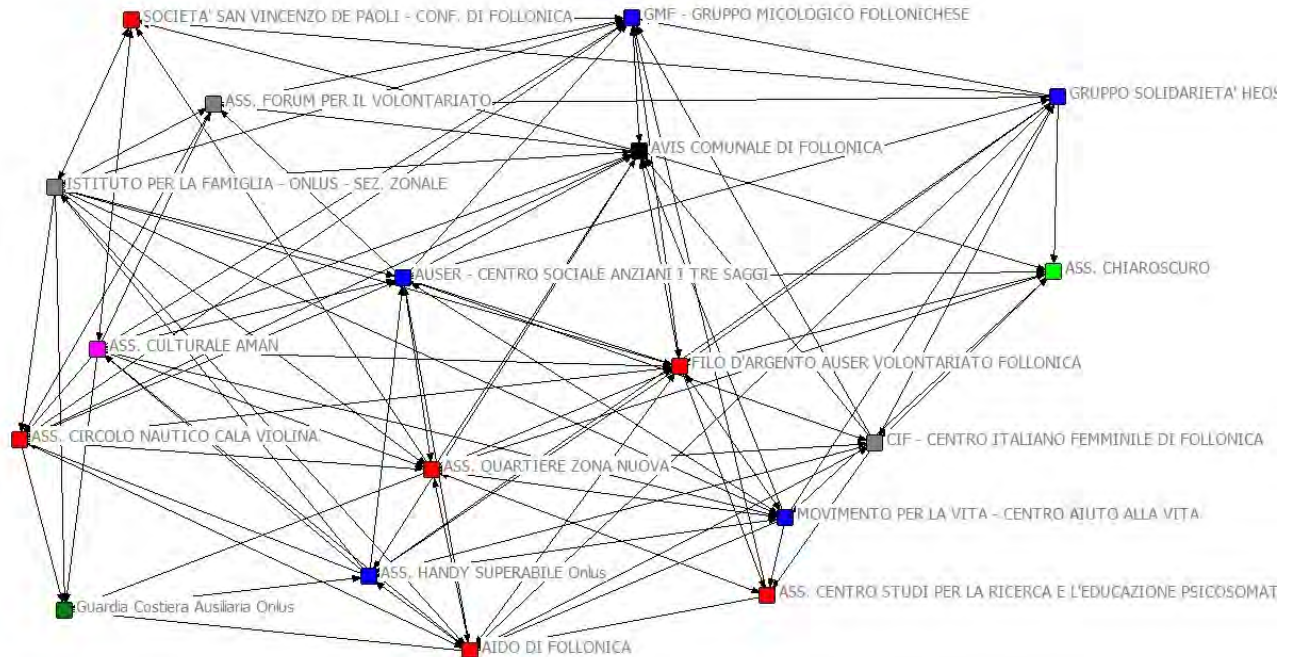 SOCIETA' SAN VINCENZO DE PAOLI - CONF. DI FOLLONICA
GMF - GRUPPO MICOLOGICO FOLLONICHESE
GRUPPO SOLIDARIETA' HEOS
ASS. FORUM PER IL VOLONTARIATO
AVIS COMUNALE DI FOLLONICA
ISTITUTO PER LA FAMIGLIA - ONLUS - SEZ. ZONALE
ASS. CHIAROSCURO
AUSER - CENTRO SOCIALE ANZIANI I TRE SAGGI
ASS. CULTURALE AMAN
FILO D'ARGENTO AUSER VOLONTARIATO FOLLONICA
ASS. CIRCOLO NAUTICO CALA VIOLINA
CIF - CENTRO ITALIANO FEMMINILE DI FOLLONICA
ASS. QUARTIERE ZONA NUOVA
MOVIMENTO PER LA VITA - CENTRO AIUTO ALLA VITA
ASS. HANDY SUPERABILE Onlus
ASS. CENTRO STUDI PER LA RICERCA E L'EDUCAZIONE PSICOSOMAT
Guardia Costiera Ausiliaria Onlus
AIDO DI FOLLONICA